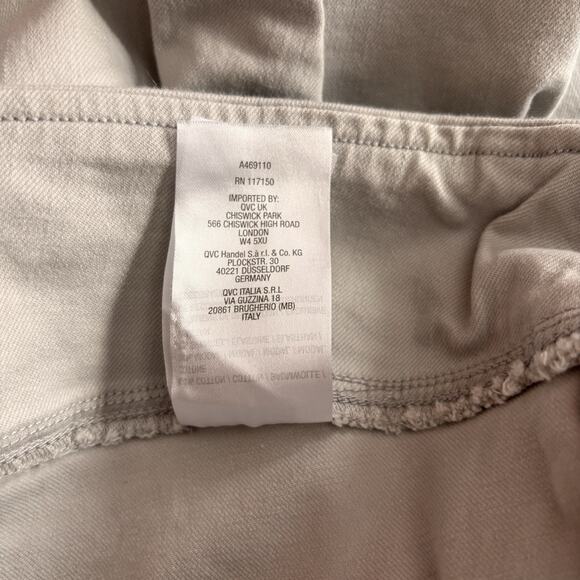 A469110
RN 117150
IMPORTED BY:
QVC UK
CHISWICK PARK
566 CHISWICK HIGH ROAD
LONDON
W4 5XU
QVC Handel S.à r.l. & Co. KG
PLOCKSTR. 30
40221 DÜSSELDORF
GERMANY
QVC ITALIA S.R.L
VIA GUZZINA 18
20861 BRUGHERIO (MB)
ITALY